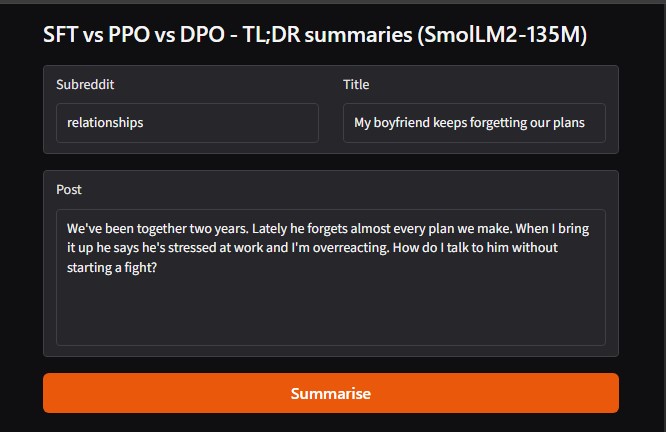 SFT vs PPO vs DPO - TL;DR summaries (SmolLM2-135M)
Subreddit
relationships
Title
My boyfriend keeps forgetting our plans
Post
We've been together two years. Lately he forgets almost every plan we make. When I bring
it up he says he's stressed at work and I'm overreacting. How do I talk to him without
starting a fight?
Summarise